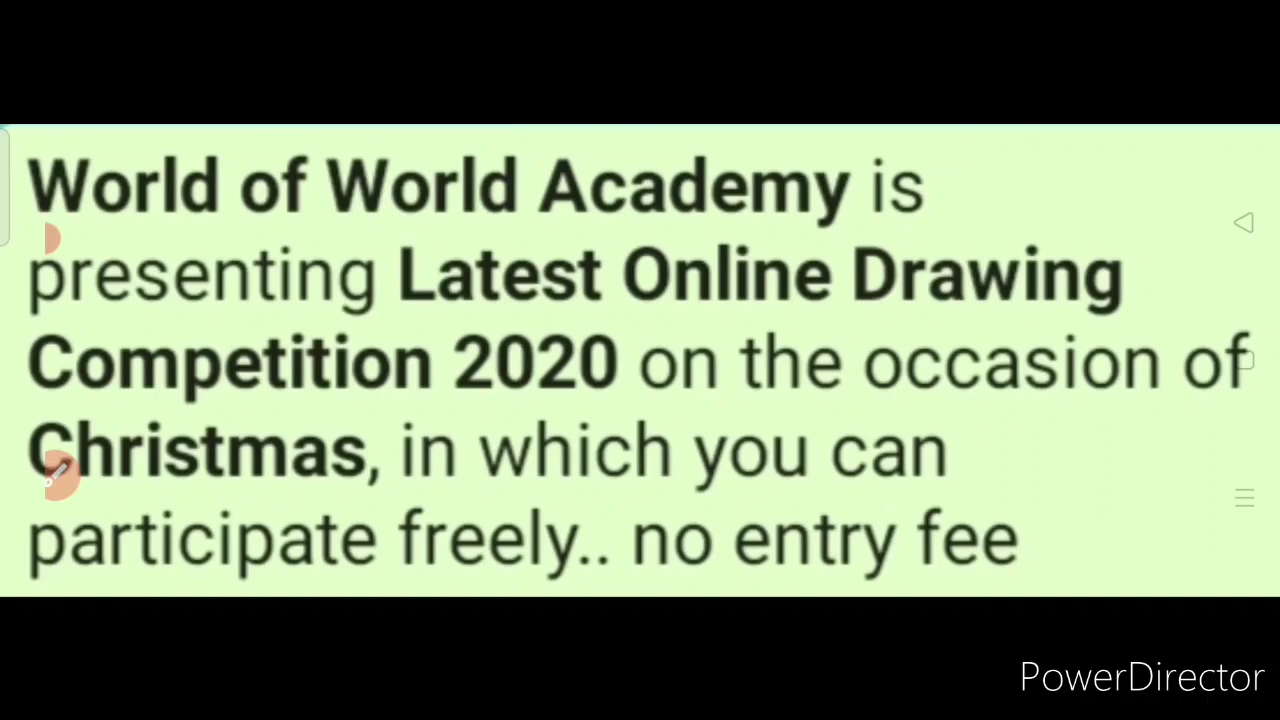 World of World Academy is
presenting Latest Online Drawing
Competition 2020 on the occasion of
Christmas, in which you can
participate freely.. no entry fee
PowerDirector